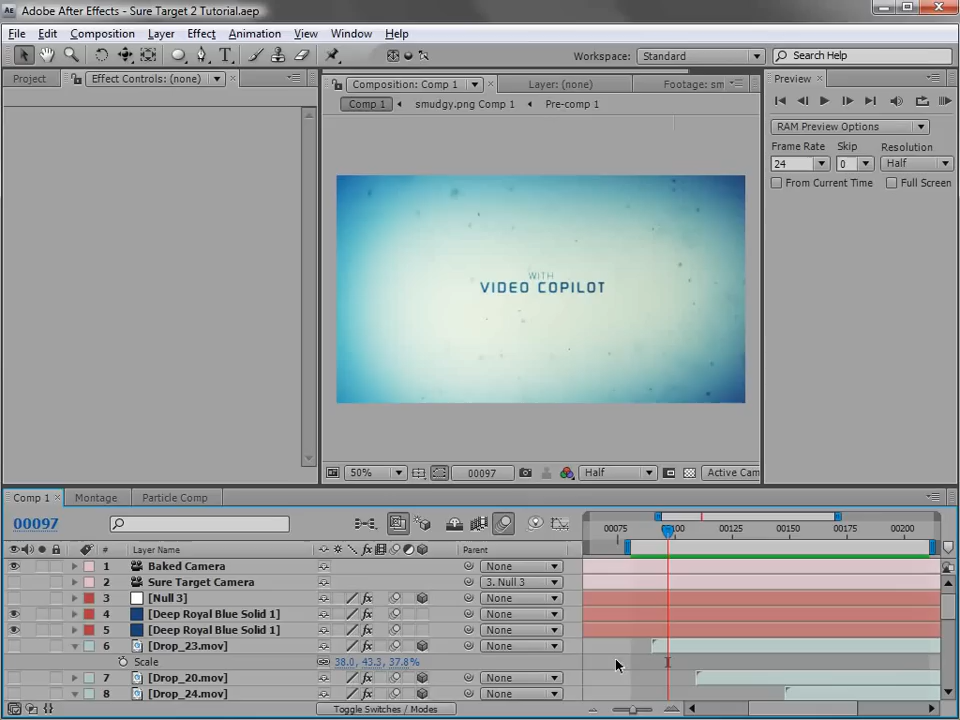 Adobe After Effects - Sure Target 2 Tutorial.aep
File Edit Composition Layer Effect Animation View Window Help
Workspace: Standard Search Help
Project Effect Controls: (none) Composition: Comp 1 Layer: (none) Footage: sm Preview
Comp 1 smudgy.png Comp 1 Pre-comp 1
RAM Preview Options
Frame Rate Skip Resolution
24 0 Half
From Current Time Full Screen
WITH
VIDEO COPILOT
50% 00097 Half Active Cam
Comp 1 Montage Particle Comp
00097
00075 00100 00125 00150 00175 00200
# Layer Name Parent
1 Baked Camera None
2 Sure Target Camera 3. Null 3
3 [Null 3] None
4 [Deep Royal Blue Solid 1] None
5 [Deep Royal Blue Solid 1] None
6 [Drop_23.mov] None
Scale 38.0, 43.3, 37.8%
7 [Drop_20.mov] None
8 [Drop_24.mov] None
Toggle Switches / Modes